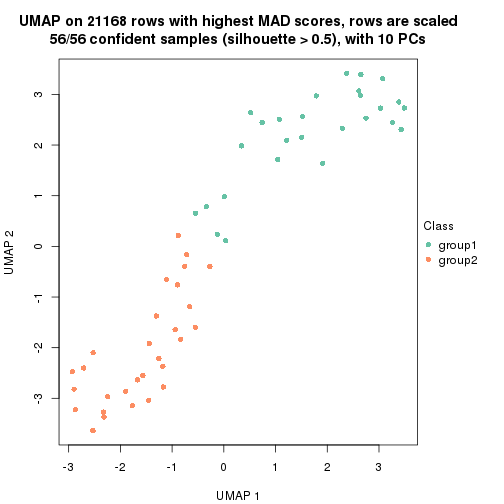 UMAP on 21168 rows with highest MAD scores, rows are scaled
56/56 confident samples (silhouette > 0.5), with 10 PCs
3
2
1
0
-1
-2
-3
UMAP 2
-3
-2
-1
0
1
2
3
UMAP 1
Class
group1
group2